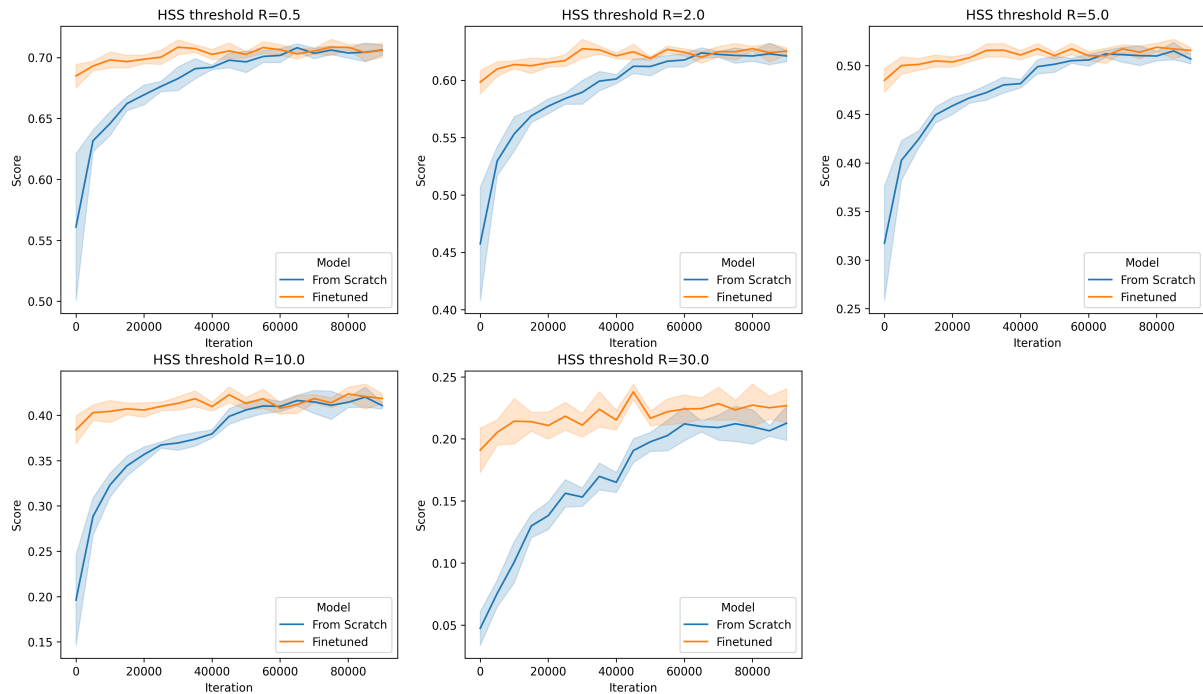 HSS threshold R=0.5
0.70
0.65
0.60
0.55
0.50
Score
Model
From Scratch
Finetuned
0
20000
40000
60000
80000
Iteration
HSS threshold R=2.0
0.60
0.55
0.50
0.45
0.40
Score
Model
From Scratch
Finetuned
0
20000
40000
60000
80000
Iteration
HSS threshold R=5.0
0.50
0.45
0.40
0.35
0.30
0.25
Score
Model
From Scratch
Finetuned
0
20000
40000
60000
80000
Iteration
HSS threshold R=10.0
0.40
0.35
0.30
0.25
0.20
0.15
Score
Model
From Scratch
Finetuned
0
20000
40000
60000
80000
Iteration
HSS threshold R=30.0
0.25
0.20
0.15
0.10
0.05
Score
Model
From Scratch
Finetuned
0
20000
40000
60000
80000
Iteration